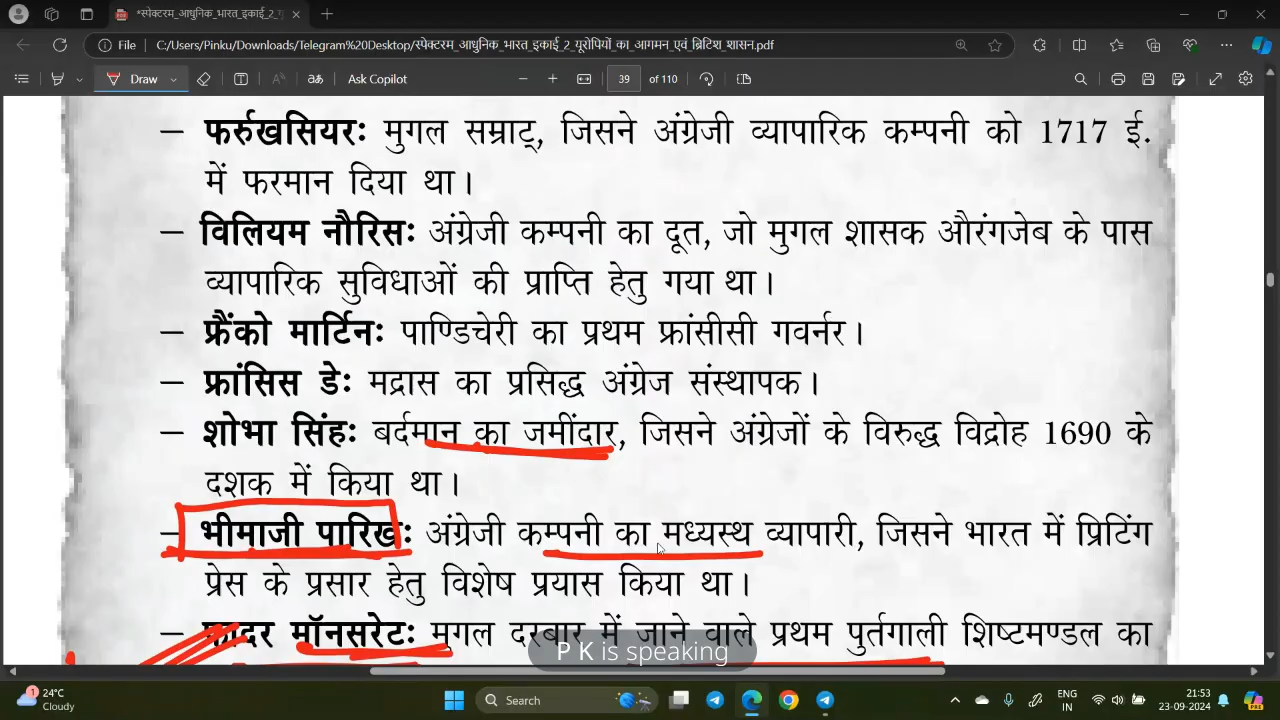 *स्पेक्टरम_आधुनिक_भारत_इकाई_2_यू
File C:/Users/Pinku/Downloads/Telegram%20Desktop/स्पेक्टरम_आधुनिक_भारत_इकाई_2_यूरोपियों_का_आगमन_एवं_ब्रिटिश_शासन.pdf
Draw Ask Copilot 39 of 110
– फर्रुखसियरः मुगल सम्राट्, जिसने अंग्रेजी व्यापारिक कम्पनी को 1717 ई.
में फरमान दिया था।
– विलियम नौरिसः अंग्रेजी कम्पनी का दूत, जो मुगल शासक औरंगजेब के पास
व्यापारिक सुविधाओं की प्राप्ति हेतु गया था।
– फ्रैंको मार्टिनः पाण्डिचेरी का प्रथम फ्रांसीसी गवर्नर।
– फ्रांसिस डेः मद्रास का प्रसिद्ध अंग्रेज संस्थापक।
– शोभा सिंहः बर्दमान का जमींदार, जिसने अंग्रेजों के विरुद्ध विद्रोह 1690 के
दशक में किया था।
– भीमाजी पारिखः अंग्रेजी कम्पनी का मध्यस्थ व्यापारी, जिसने भारत में प्रिटिंग
प्रेस के प्रसार हेतु विशेष प्रयास किया था।
– फादर मॉनसरेटः मुगल दरबार में जाने वाले प्रथम पुर्तगाली शिष्टमण्डल का
P K is speaking
24°C
Cloudy
Search
ENG
IN
21:53
23-09-2024